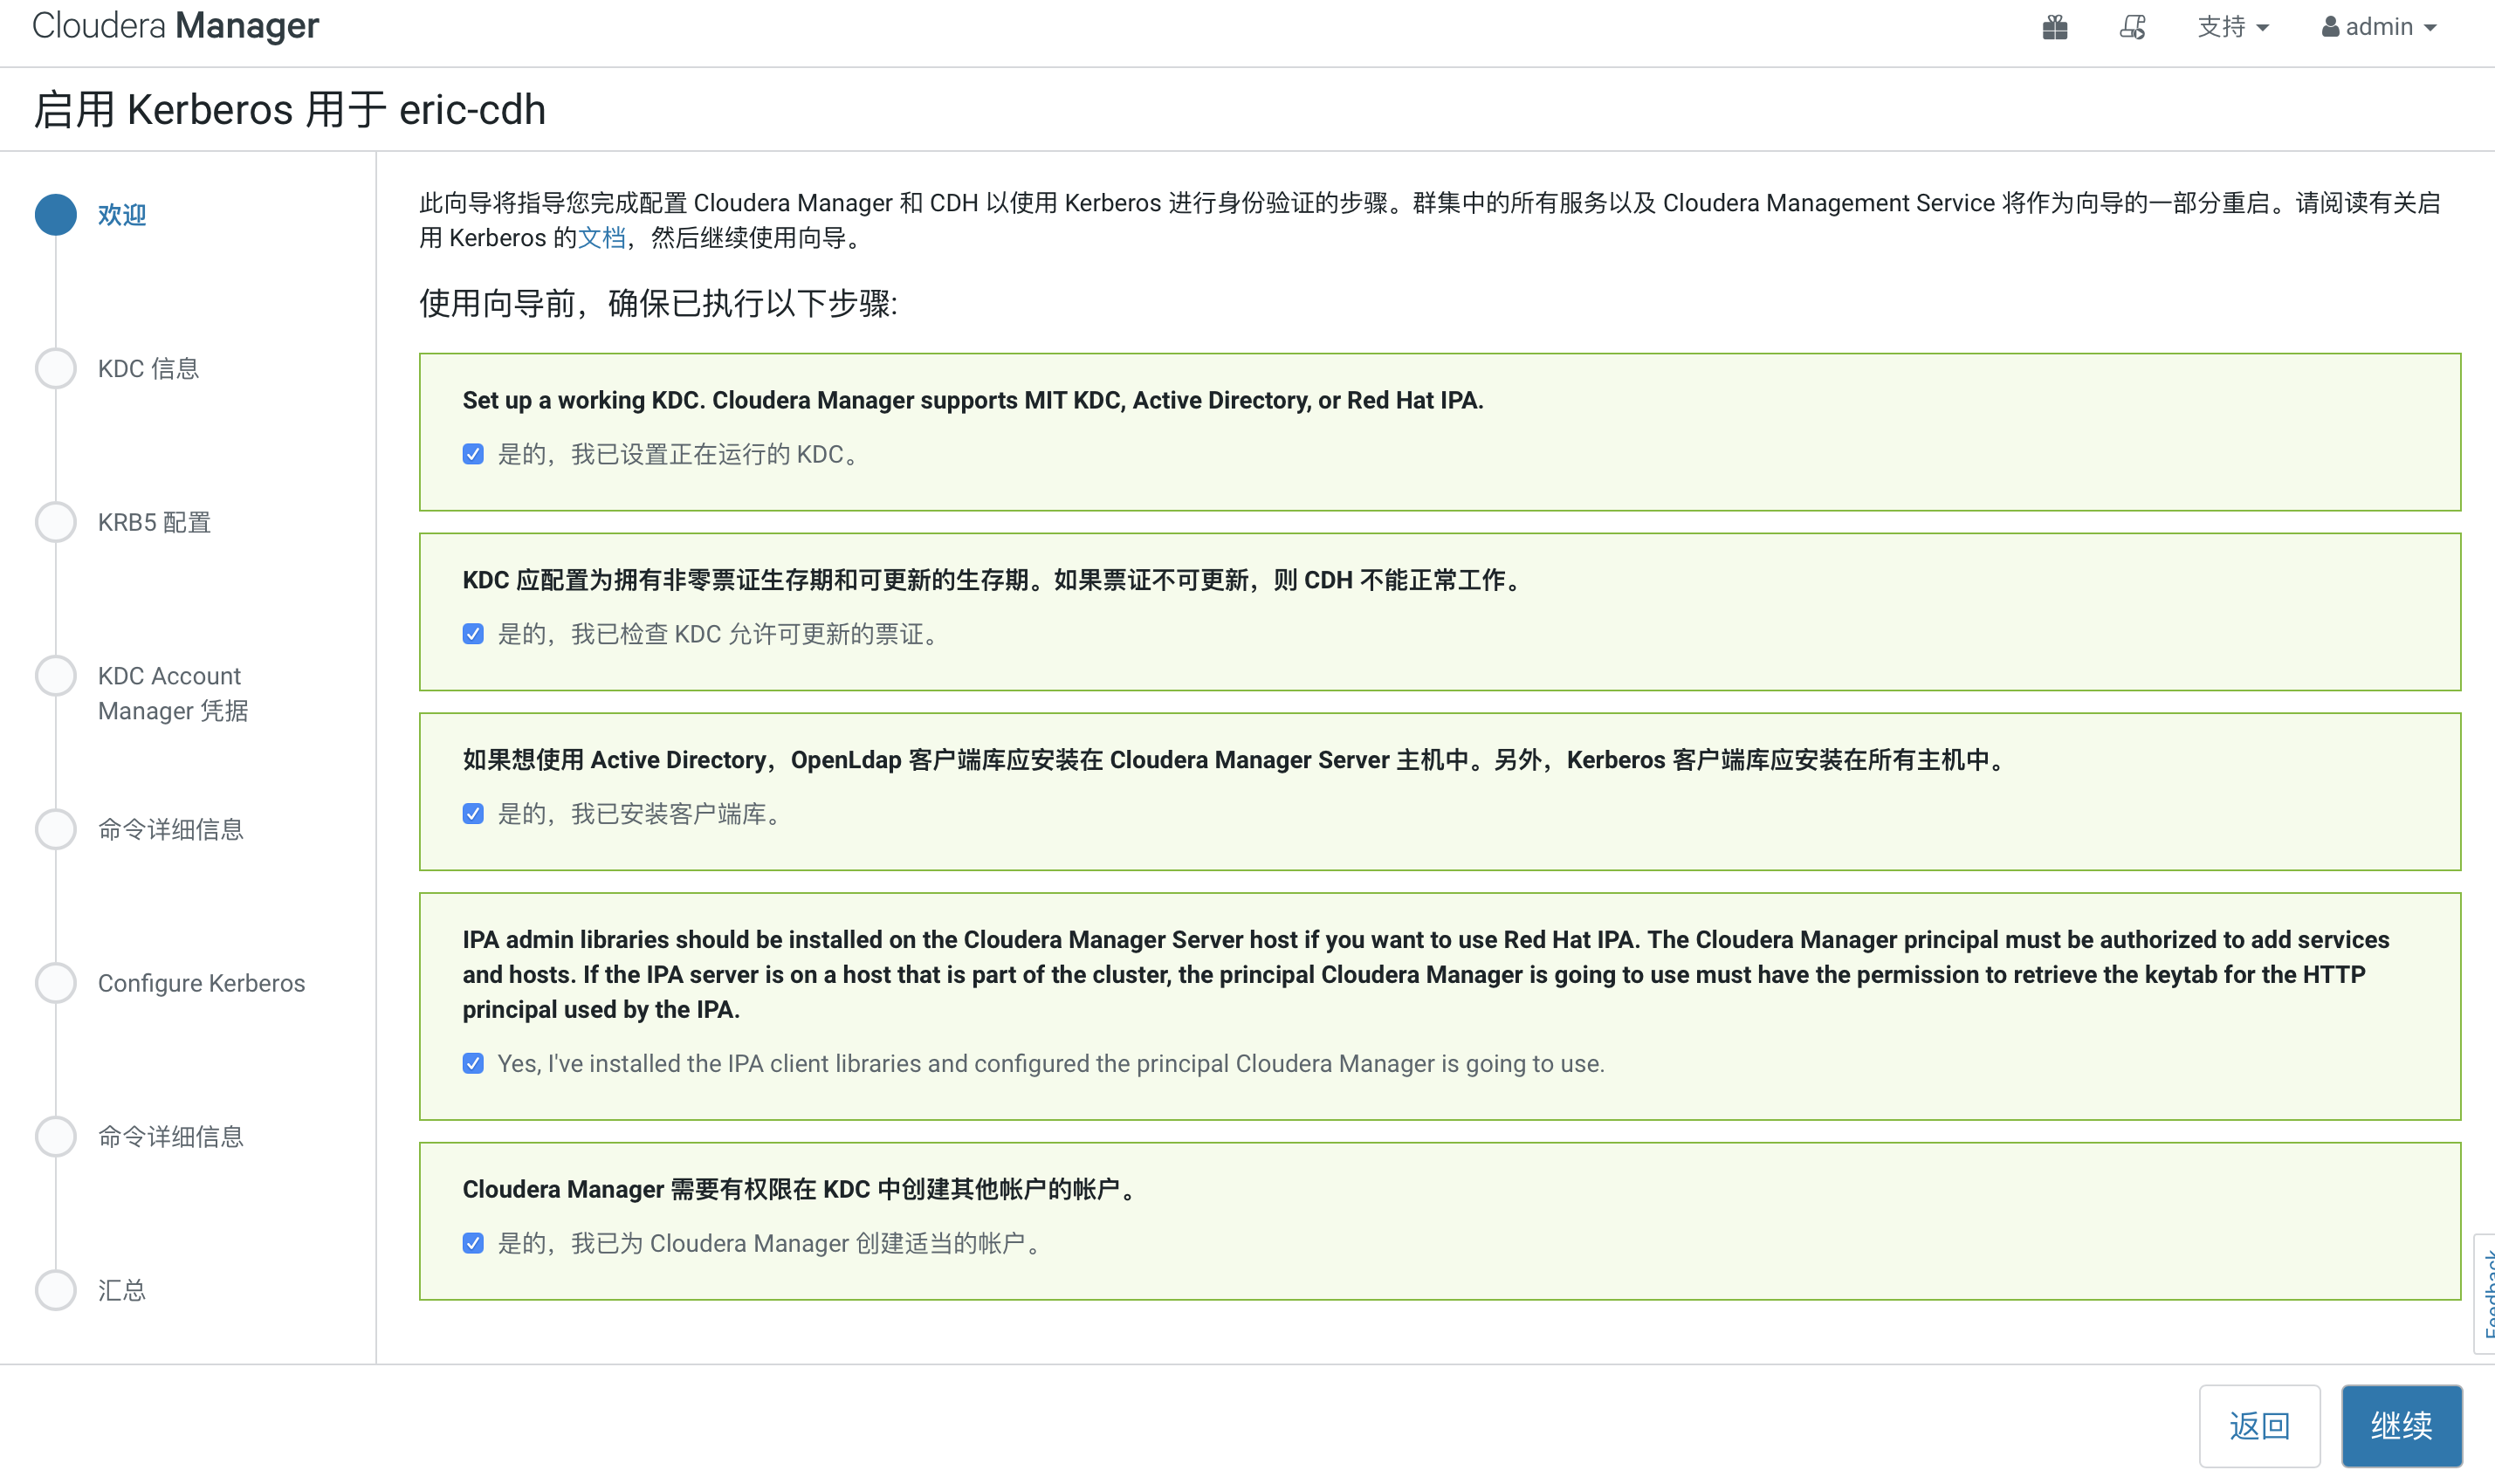 Cloudera Manager
支持
admin
启用 Kerberos 用于 eric-cdh
欢迎
KDC 信息
KRB5 配置
KDC Account
Manager 凭据
命令详细信息
Configure Kerberos
命令详细信息
汇总
此向导将指导您完成配置 Cloudera Manager 和 CDH 以使用 Kerberos 进行身份验证的步骤。群集中的所有服务以及 Cloudera Management Service 将作为向导的一部分重启。请阅读有关启
用 Kerberos 的文档，然后继续使用向导。
使用向导前，确保已执行以下步骤:
Set up a working KDC. Cloudera Manager supports MIT KDC, Active Directory, or Red Hat IPA.
是的，我已设置正在运行的 KDC。
KDC 应配置为拥有非零票证生存期和可更新的生存期。如果票证不可更新，则 CDH 不能正常工作。
是的，我已检查 KDC 允许可更新的票证。
如果想使用 Active Directory，OpenLdap 客户端库应安装在 Cloudera Manager Server 主机中。另外，Kerberos 客户端库应安装在所有主机中。
是的，我已安装客户端库。
IPA admin libraries should be installed on the Cloudera Manager Server host if you want to use Red Hat IPA. The Cloudera Manager principal must be authorized to add services
and hosts. If the IPA server is on a host that is part of the cluster, the principal Cloudera Manager is going to use must have the permission to retrieve the keytab for the HTTP
principal used by the IPA.
Yes, I've installed the IPA client libraries and configured the principal Cloudera Manager is going to use.
Cloudera Manager 需要有权限在 KDC 中创建其他帐户的帐户。
是的，我已为 Cloudera Manager 创建适当的帐户。
Feedback
返回
继续